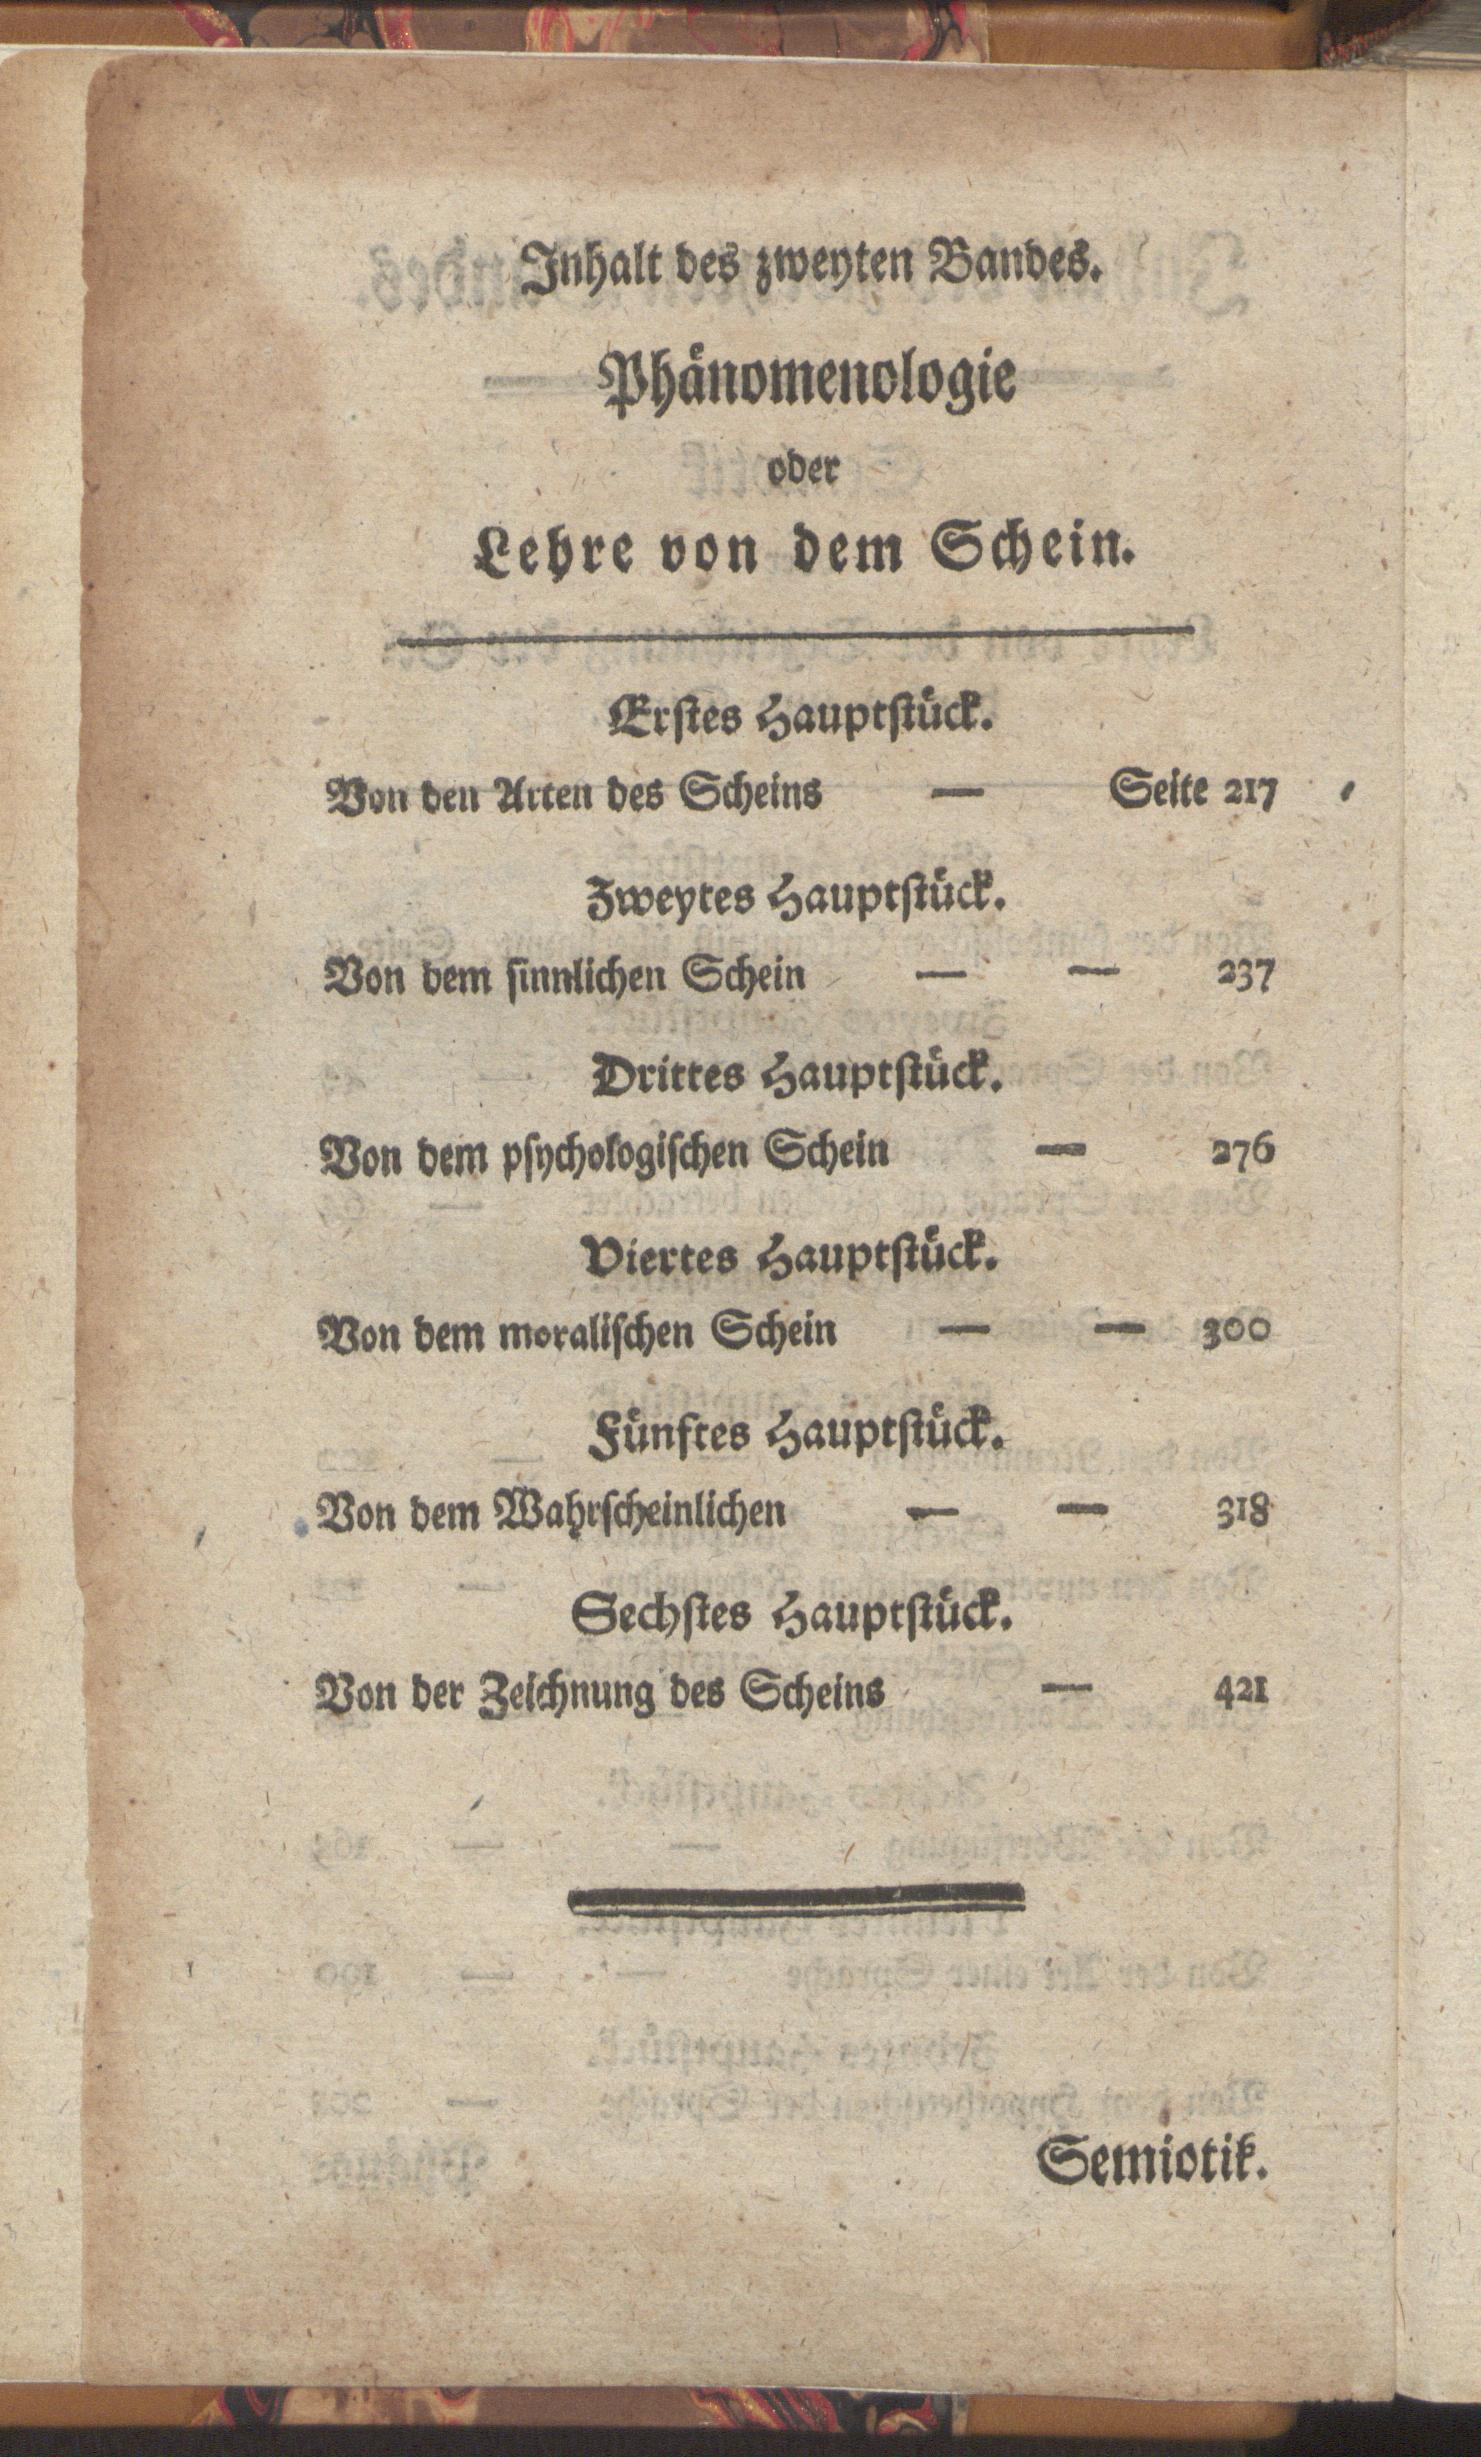 Inhalt des zweyten Bandes.
Phänomenologie
oder
Lehre von dem Schein.
Erstes Hauptstück.
Von den Arten des Scheins — Seite 217
Zweytes Hauptstück.
Von dem sinnlichen Schein — — 237
Drittes Hauptstück.
Von dem psychologischen Schein — 276
Viertes Hauptstück.
Von dem moralischen Schein — — 300
Fünftes Hauptstück.
Von dem Wahrscheinlichen — — 318
Sechstes Hauptstück.
Von der Zeichnung des Scheins — 421
Semiotik.